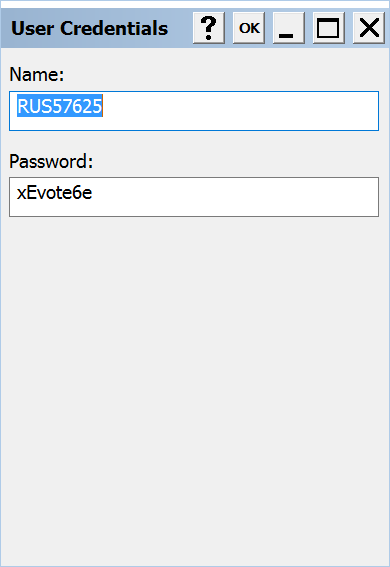 User Credentials ? OK
Name:
RUS57625
Password:
xEvote6e